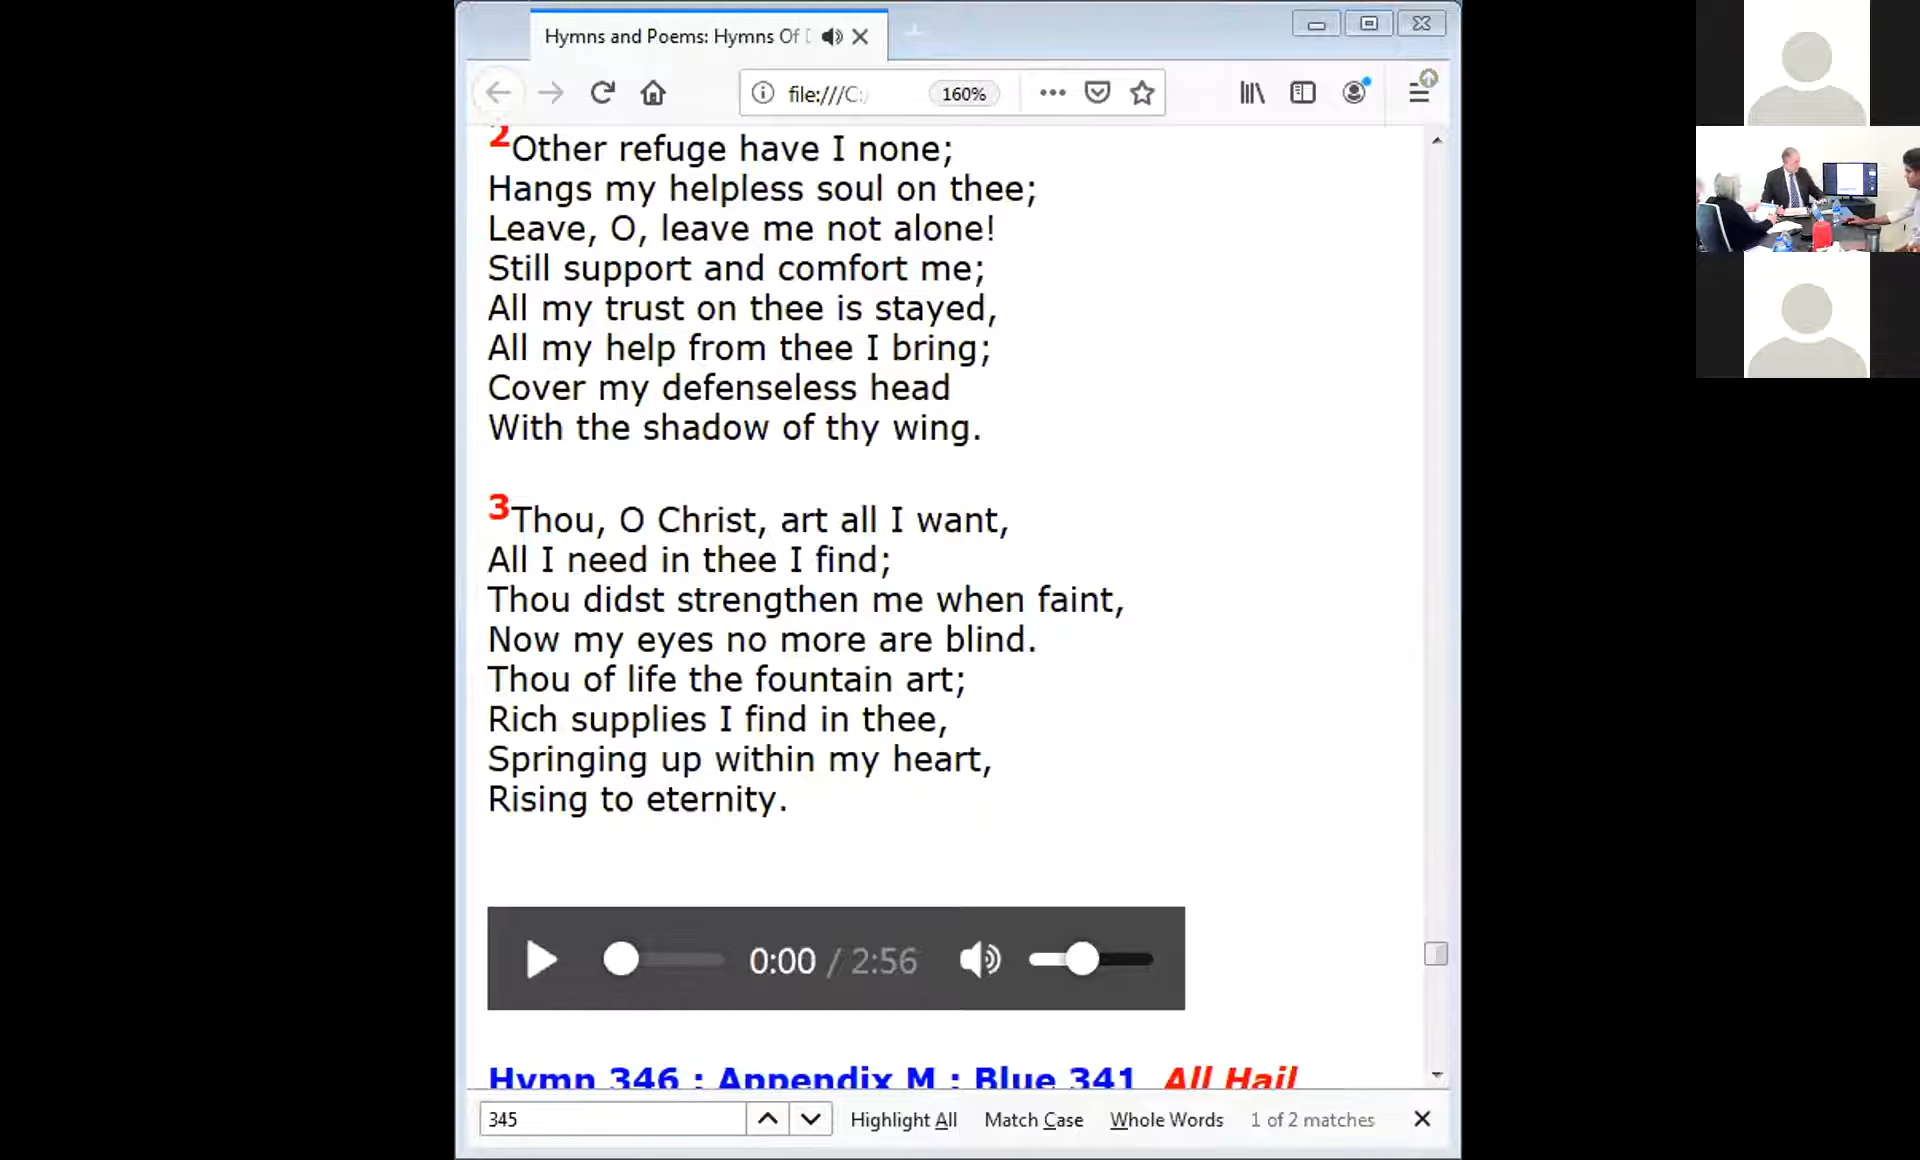 Hymns and Poems: Hymns Of
file:///C:/
160%
2Other refuge have I none;
Hangs my helpless soul on thee;
Leave, O, leave me not alone!
Still support and comfort me;
All my trust on thee is stayed,
All my help from thee I bring;
Cover my defenseless head
With the shadow of thy wing.
3Thou, O Christ, art all I want,
All I need in thee I find;
Thou didst strengthen me when faint,
Now my eyes no more are blind.
Thou of life the fountain art;
Rich supplies I find in thee,
Springing up within my heart,
Rising to eternity.
0:00 / 2:56
Hymn 346 : Appendix M : Blue 341 All Hail
345 Highlight All Match Case Whole Words 1 of 2 matches